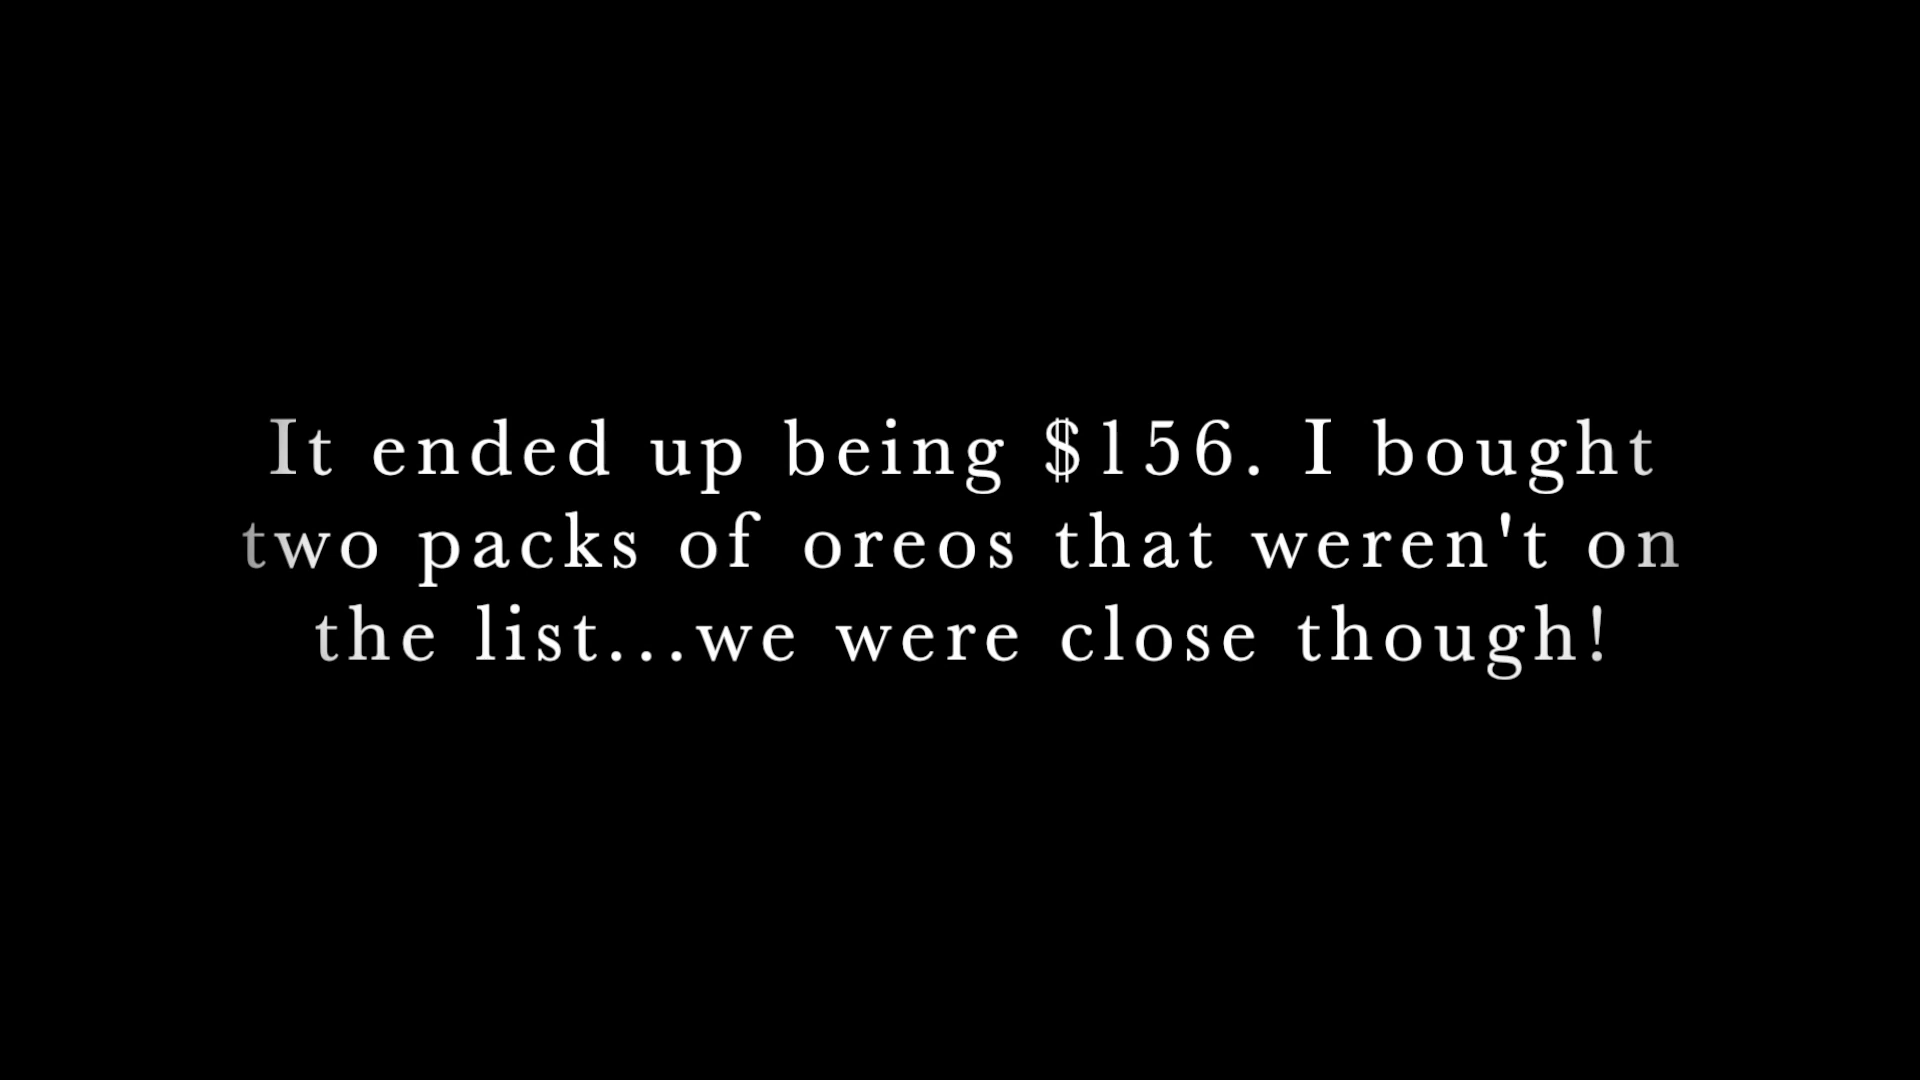 It ended up being $156. I bought
two packs of oreos that weren't on
the list...we were close though!